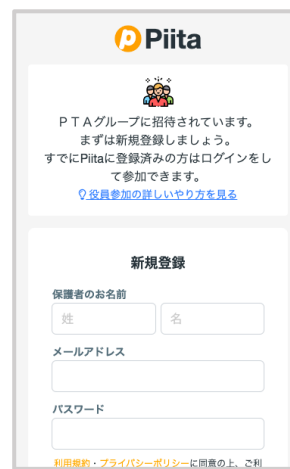 Piita
ＰＴＡグループに招待されています。
まずは新規登録しましょう。
すでにPiitaに登録済みの方はログインをし
て参加できます。
役員参加の詳しいやり方を見る
新規登録
保護者のお名前
姓 名
メールアドレス
パスワード
利用規約・プライバシーポリシーに同意の上、ご利